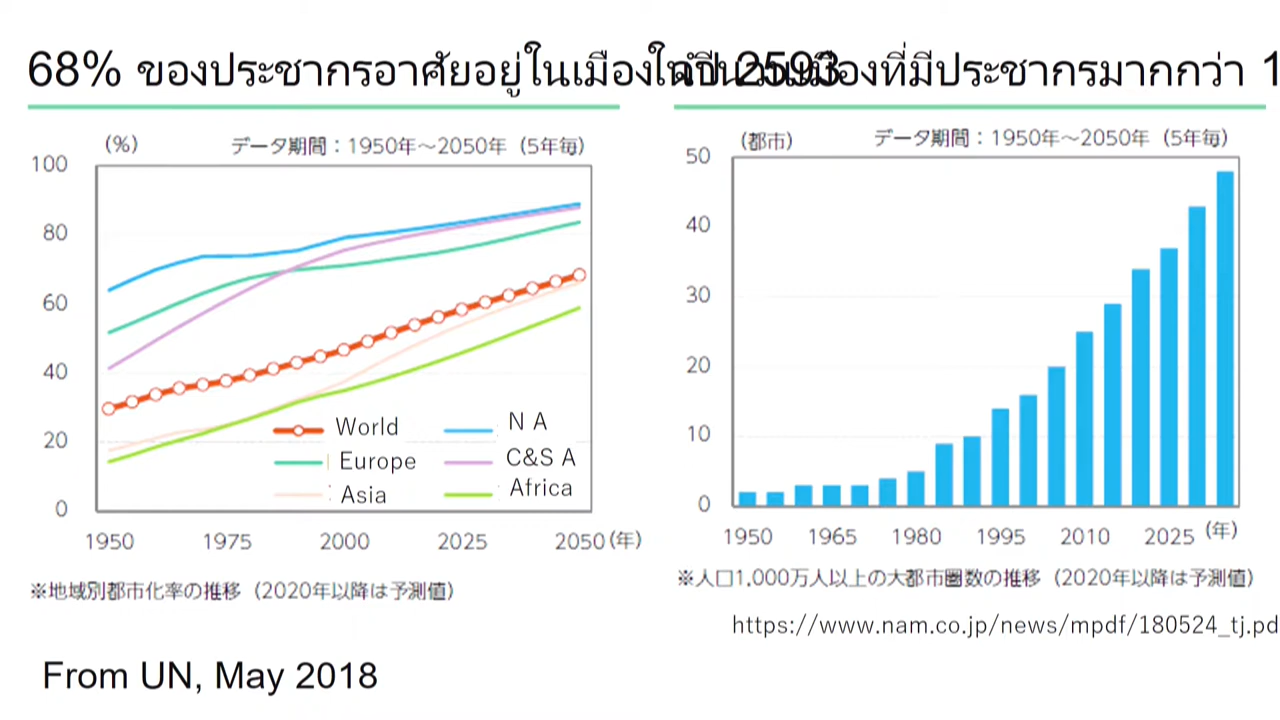 68% ของประชากรอาศัยอยู่ในเมืองในปี 2593
จำนวนเมืองที่มีประชากรมากกว่า 1
(%)
データ期間：1950年～2050年（5年毎）
100
80
60
40
20
0
World
N A
Europe
C&S A
Asia
Africa
1950 1975 2000 2025 2050 (年)
※地域別都市化率の推移（2020年以降は予測値）
(都市)
データ期間：1950年～2050年（5年毎）
50
40
30
20
10
0
1950 1965 1980 1995 2010 2025 (年)
※人口1,000万人以上の大都市圏数の推移（2020年以降は予測値）
https://www.nam.co.jp/news/mpdf/180524_tj.pd
From UN, May 2018